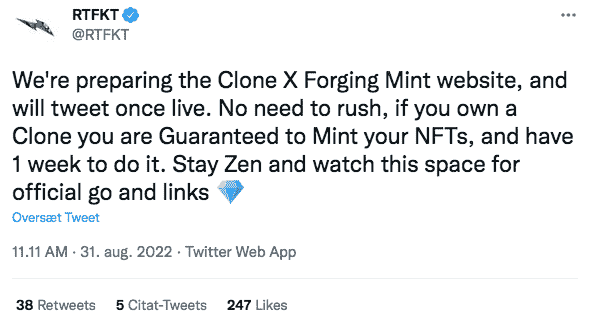 RTFKT
@RTFKT
We're preparing the Clone X Forging Mint website, and
will tweet once live. No need to rush, if you own a
Clone you are Guaranteed to Mint your NFTs, and have
1 week to do it. Stay Zen and watch this space for
official go and links 💎
Oversæt Tweet
11.11 AM · 31. aug. 2022 · Twitter Web App
38 Retweets 5 Citat-Tweets 247 Likes